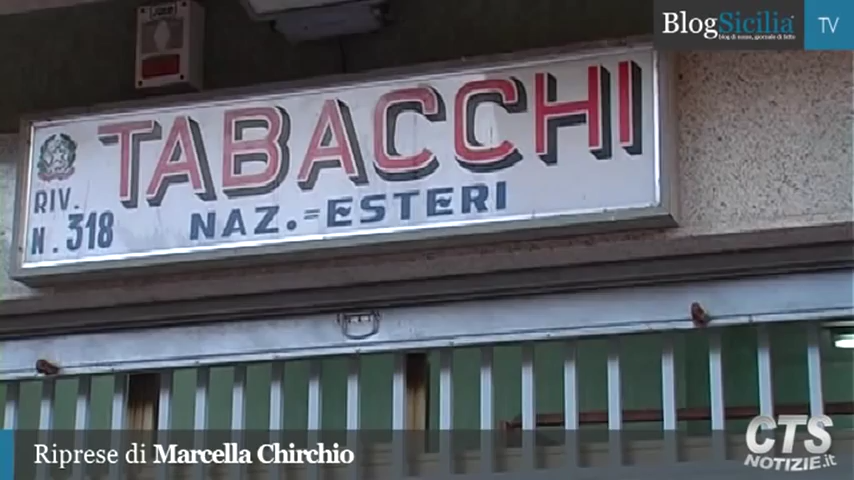 BlogSicilia
TV
TABACCHI
RIV.
N. 318
NAZ.=ESTERI
Riprese di Marcella Chirchio
CTS
NOTIZIE.it